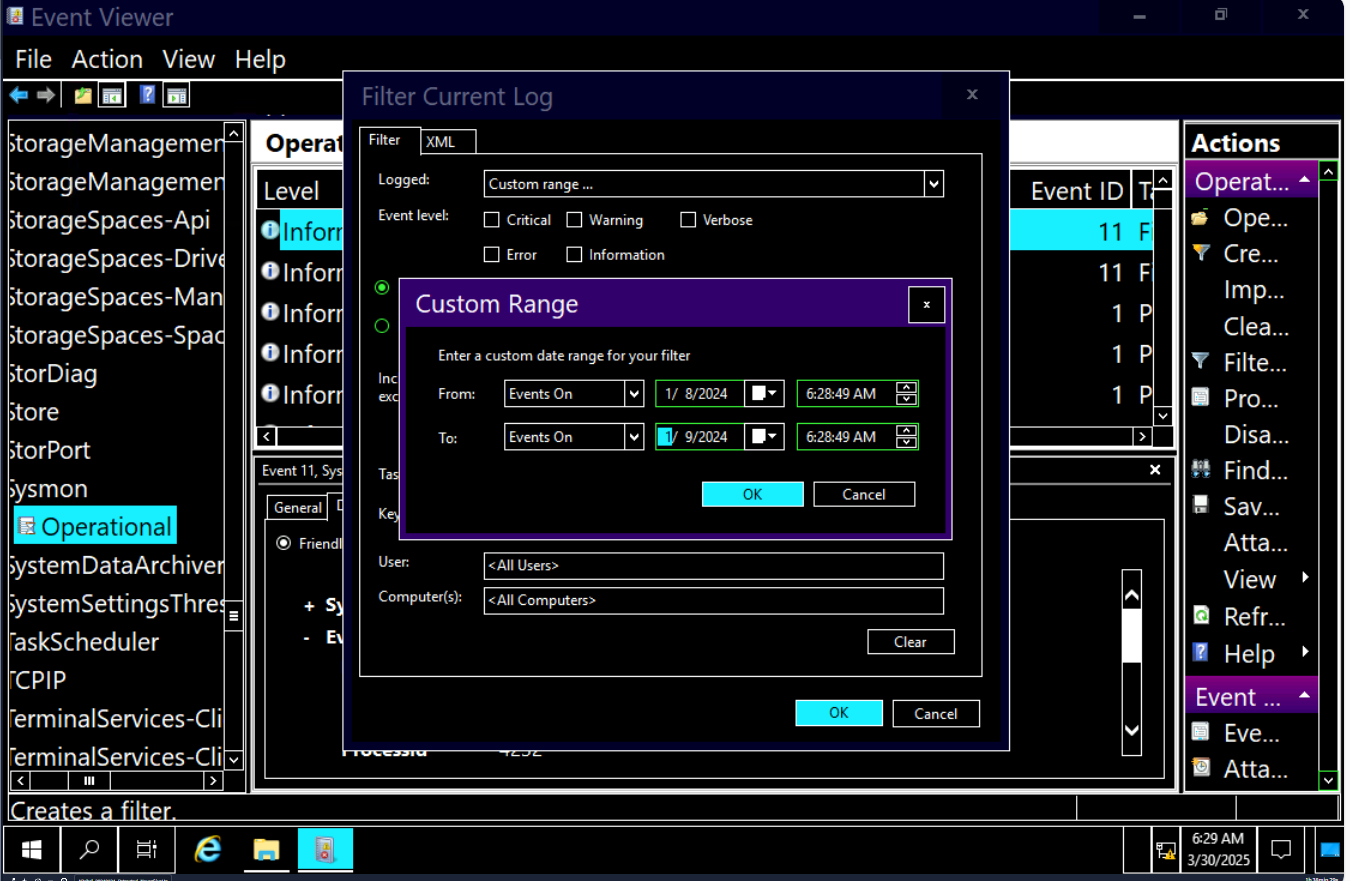 Event Viewer
File Action View Help
Filter Current Log
x
Filter XML
Logged: Custom range ...
Event level: Critical Warning Verbose
Error Information
Inc
exc
Tas
Key
User: <All Users>
Computer(s): <All Computers>
Clear
OK Cancel
Custom Range
x
Enter a custom date range for your filter
From: Events On 1/ 8/2024 6:28:49 AM
To: Events On 1/ 9/2024 6:28:49 AM
OK Cancel
StorageManagemen
StorageManagemen
StorageSpaces-Api
StorageSpaces-Drive
StorageSpaces-Man
StorageSpaces-Spac
StorDiag
Store
StorPort
Sysmon
Operational
SystemDataArchiver
SystemSettingsThres
TaskScheduler
TCPIP
TerminalServices-Cli
TerminalServices-Cli
Operat
Level Event ID Ta
Inforr 11 Fi
Inforr 11 Fi
Inforr 1 P
Inforr 1 P
Inforr 1 P
Event 11, Sys
General
Friendl
+ Sy
- Ev
ProcessId 4252
Actions
Operat...
Ope...
Cre...
Imp...
Clea...
Filte...
Pro...
Disa...
Find...
Sav...
Atta...
View
Refr...
Help
Event ...
Eve...
Atta...
Creates a filter.
6:29 AM
3/30/2025